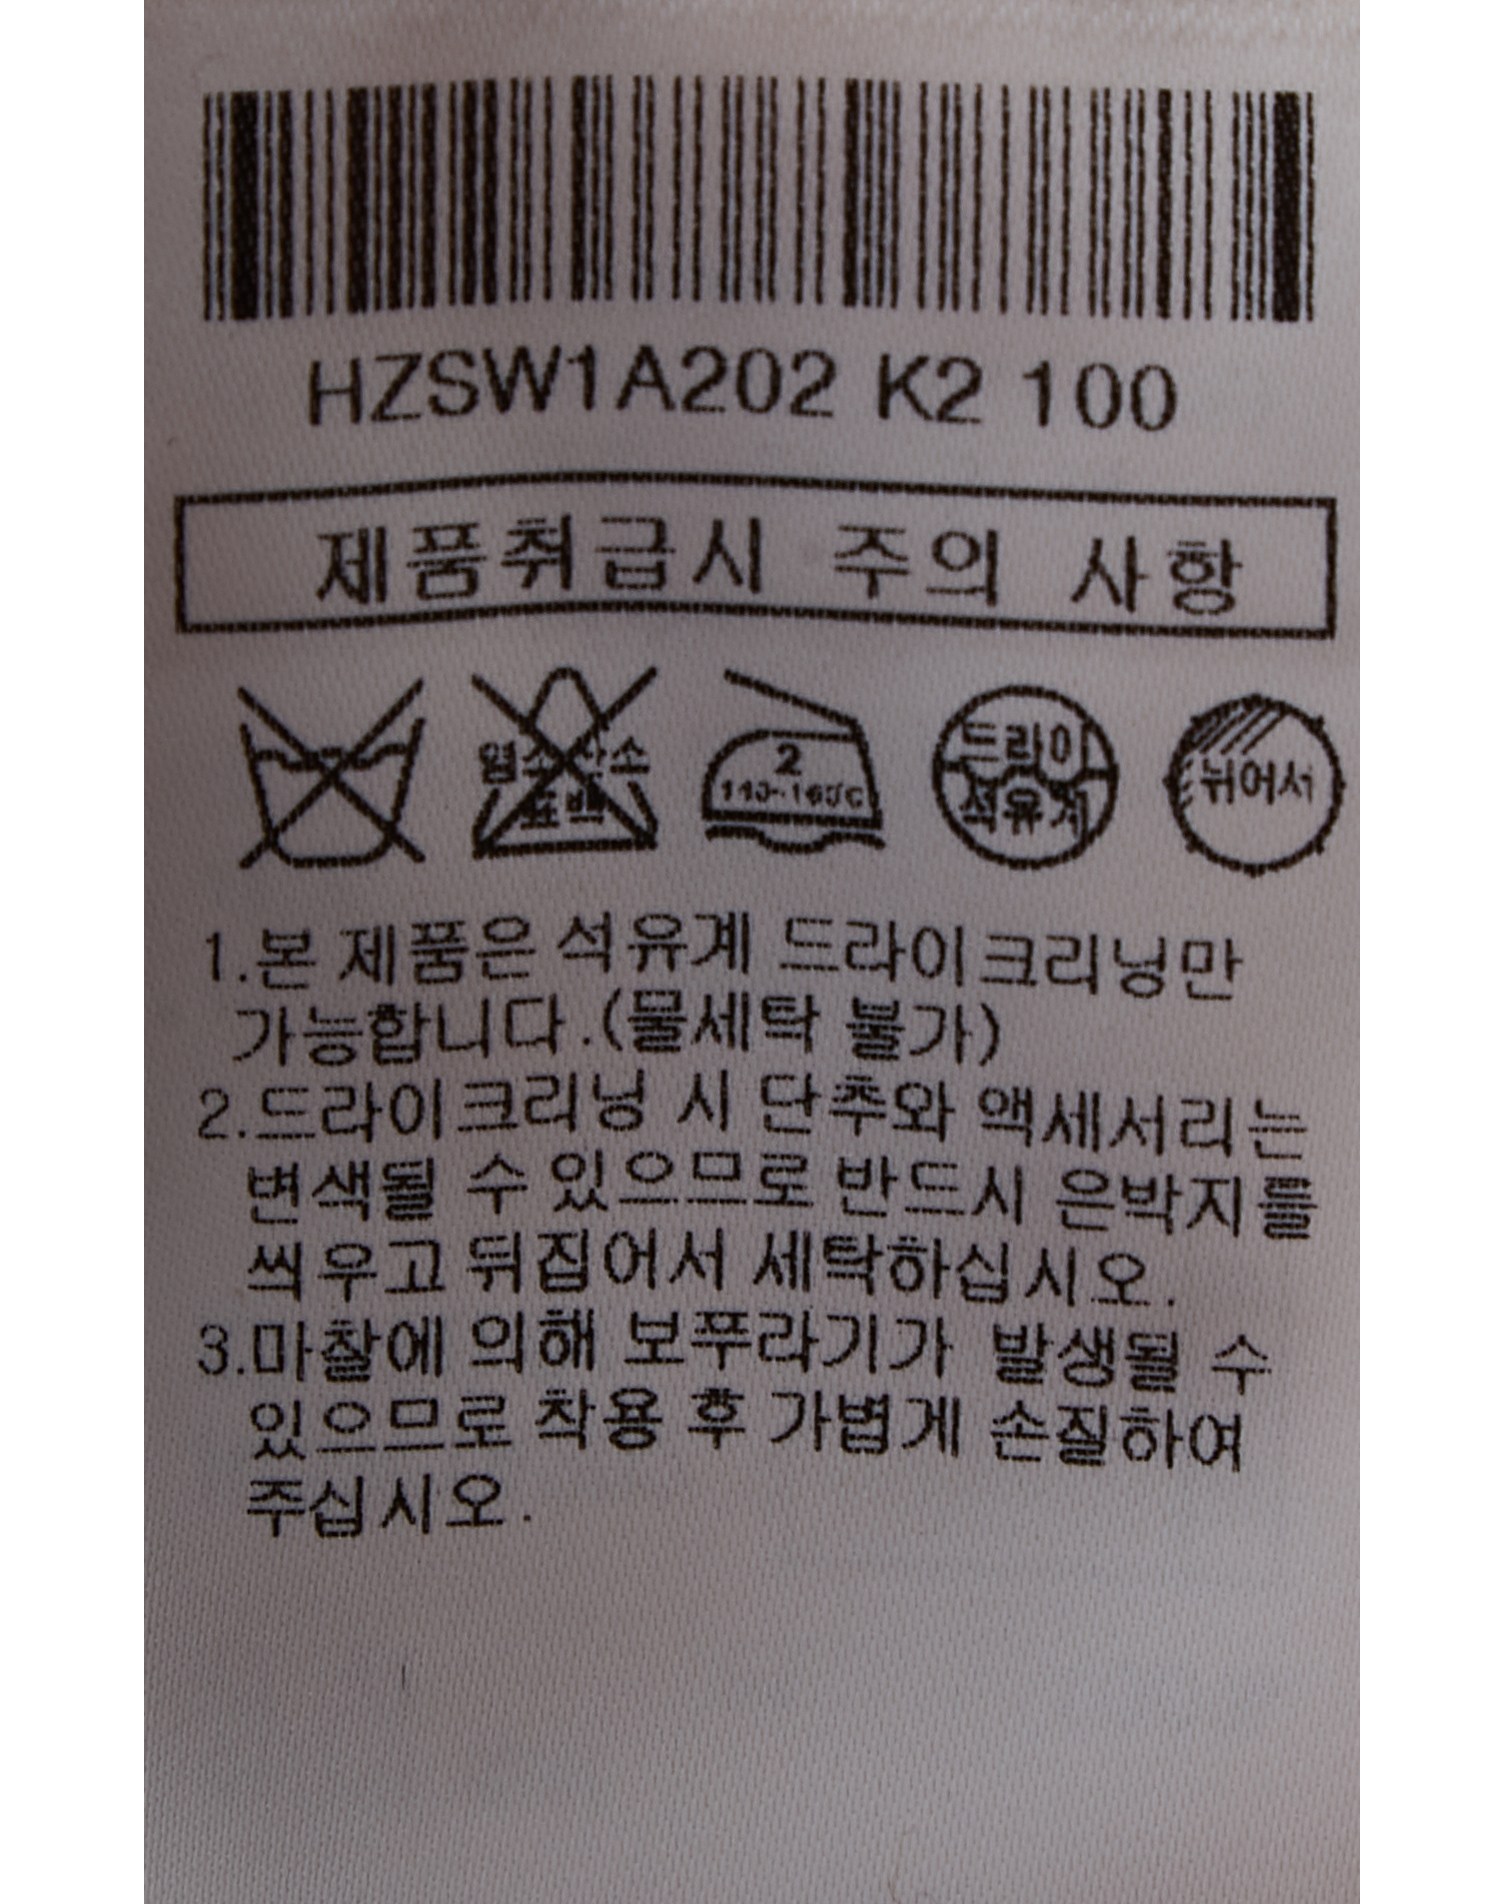 HZSW1A202 K2 100
제품취급시 주의 사항
염소산소
표백
2
140~160℃
드라이
석유계
뉘어서
1.본 제품은 석유계 드라이크리닝만
가능합니다.(물세탁 불가)
2.드라이크리닝 시 단추와 액세서리는
변색될 수 있으므로 반드시 은박지를
씌우고 뒤집어서 세탁하십시오.
3.마찰에 의해 보푸라기가 발생될 수
있으므로 착용 후 가볍게 손질하여
주십시오.